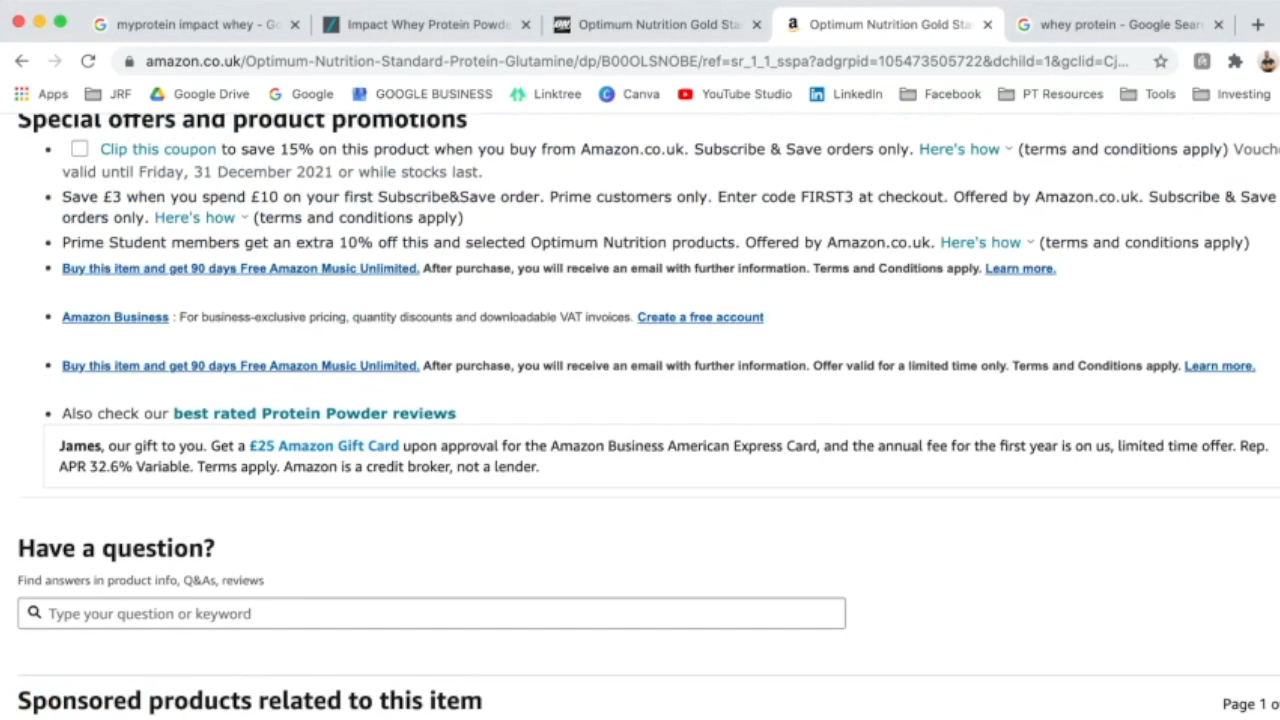 myprotein impact whey - Go
Impact Whey Protein Powde
Optimum Nutrition Gold Sta
Optimum Nutrition Gold Sta
whey protein - Google Sear
amazon.co.uk/Optimum-Nutrition-Standard-Protein-Glutamine/dp/B00OLSNOBE/ref=sr_1_1_sspa?adgrpid=105473505722&dchild=1&gclid=Cj...
Apps JRF Google Drive Google GOOGLE BUSINESS Linktree Canva YouTube Studio LinkedIn Facebook PT Resources Tools Investing
Special offers and product promotions
Clip this coupon to save 15% on this product when you buy from Amazon.co.uk. Subscribe & Save orders only. Here's how (terms and conditions apply) Vouche
valid until Friday, 31 December 2021 or while stocks last.
Save £3 when you spend £10 on your first Subscribe&Save order. Prime customers only. Enter code FIRST3 at checkout. Offered by Amazon.co.uk. Subscribe & Save
orders only. Here's how (terms and conditions apply)
Prime Student members get an extra 10% off this and selected Optimum Nutrition products. Offered by Amazon.co.uk. Here's how (terms and conditions apply)
Buy this item and get 90 days Free Amazon Music Unlimited. After purchase, you will receive an email with further information. Terms and Conditions apply. Learn more.
Amazon Business : For business-exclusive pricing, quantity discounts and downloadable VAT invoices. Create a free account
Buy this item and get 90 days Free Amazon Music Unlimited. After purchase, you will receive an email with further information. Offer valid for a limited time only. Terms and Conditions apply. Learn more.
Also check our best rated Protein Powder reviews
James, our gift to you. Get a £25 Amazon Gift Card upon approval for the Amazon Business American Express Card, and the annual fee for the first year is on us, limited time offer. Rep.
APR 32.6% Variable. Terms apply. Amazon is a credit broker, not a lender.
Have a question?
Find answers in product info, Q&As, reviews
Type your question or keyword
Sponsored products related to this item
Page 1 o